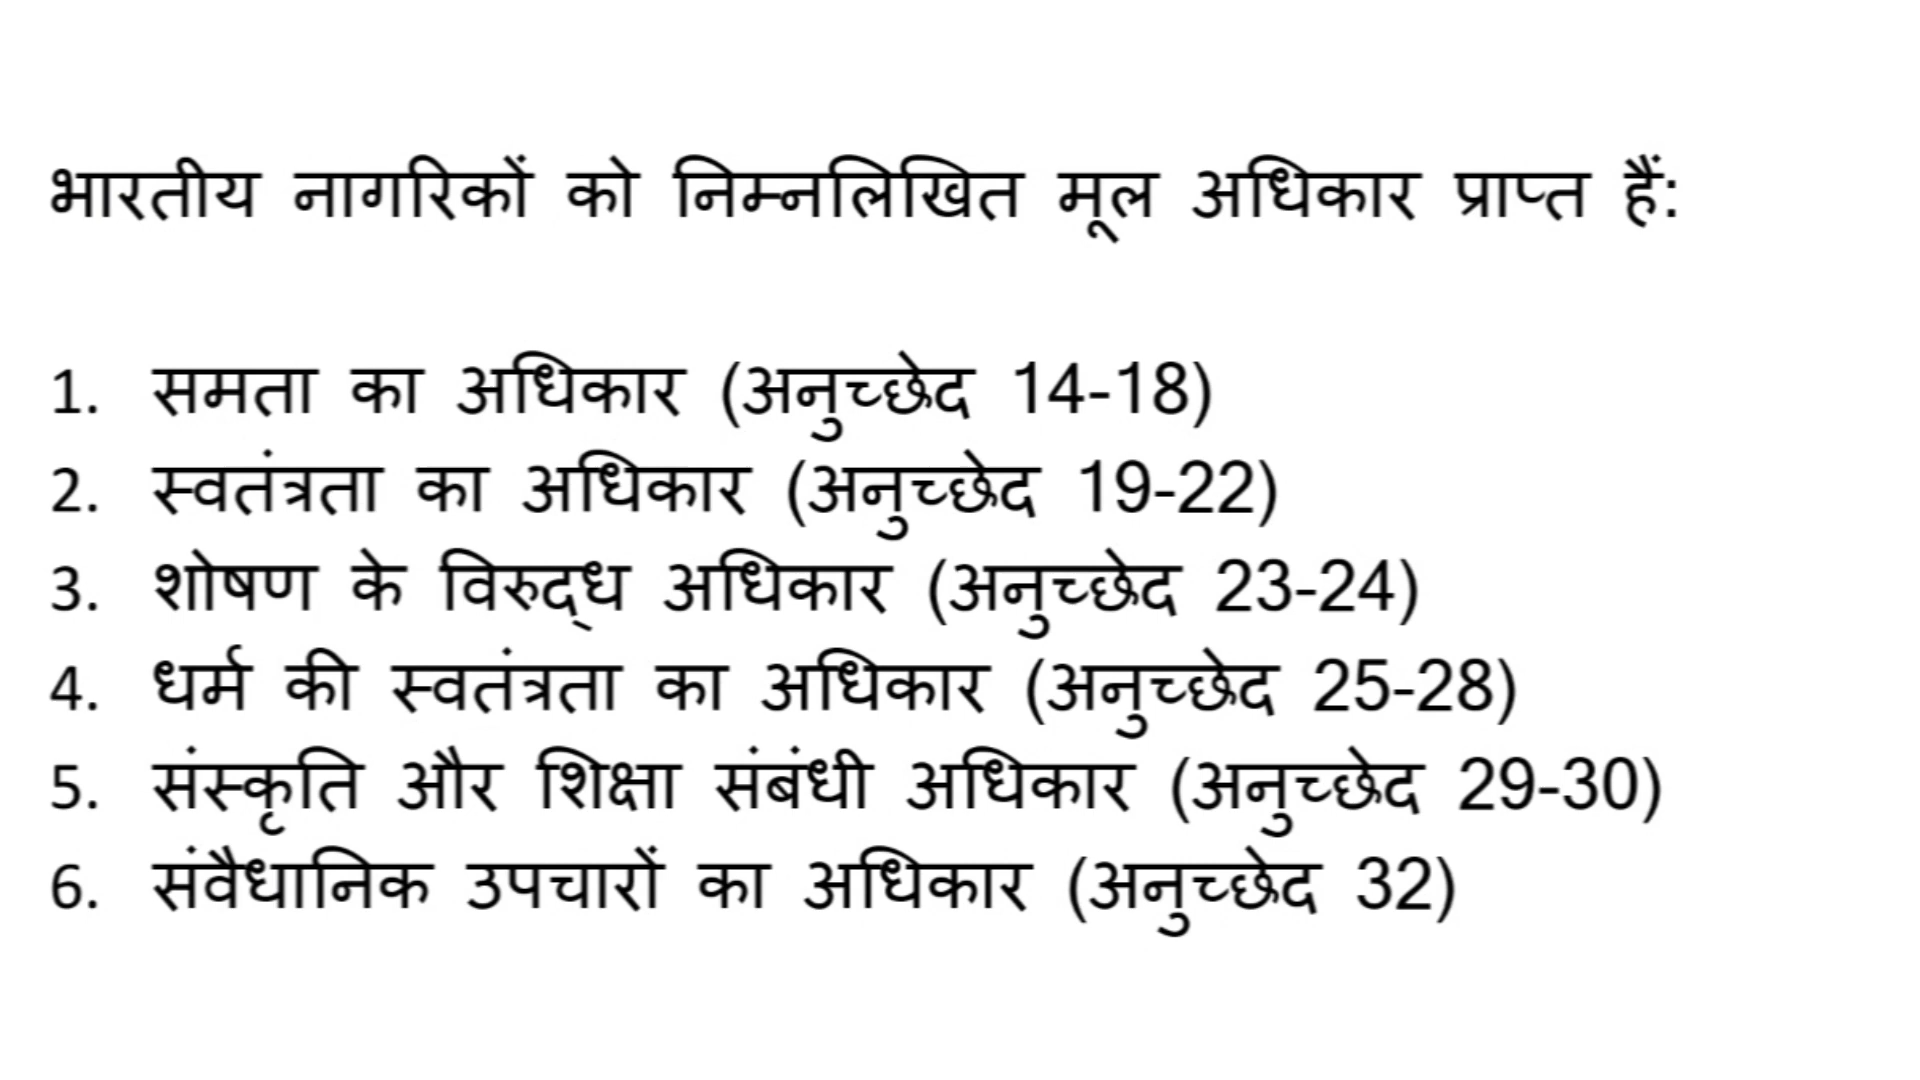 भारतीय नागरिकों को निम्नलिखित मूल अधिकार प्राप्त हैं:
1. समता का अधिकार (अनुच्छेद 14-18)
2. स्वतंत्रता का अधिकार (अनुच्छेद 19-22)
3. शोषण के विरुद्ध अधिकार (अनुच्छेद 23-24)
4. धर्म की स्वतंत्रता का अधिकार (अनुच्छेद 25-28)
5. संस्कृति और शिक्षा संबंधी अधिकार (अनुच्छेद 29-30)
6. संवैधानिक उपचारों का अधिकार (अनुच्छेद 32)